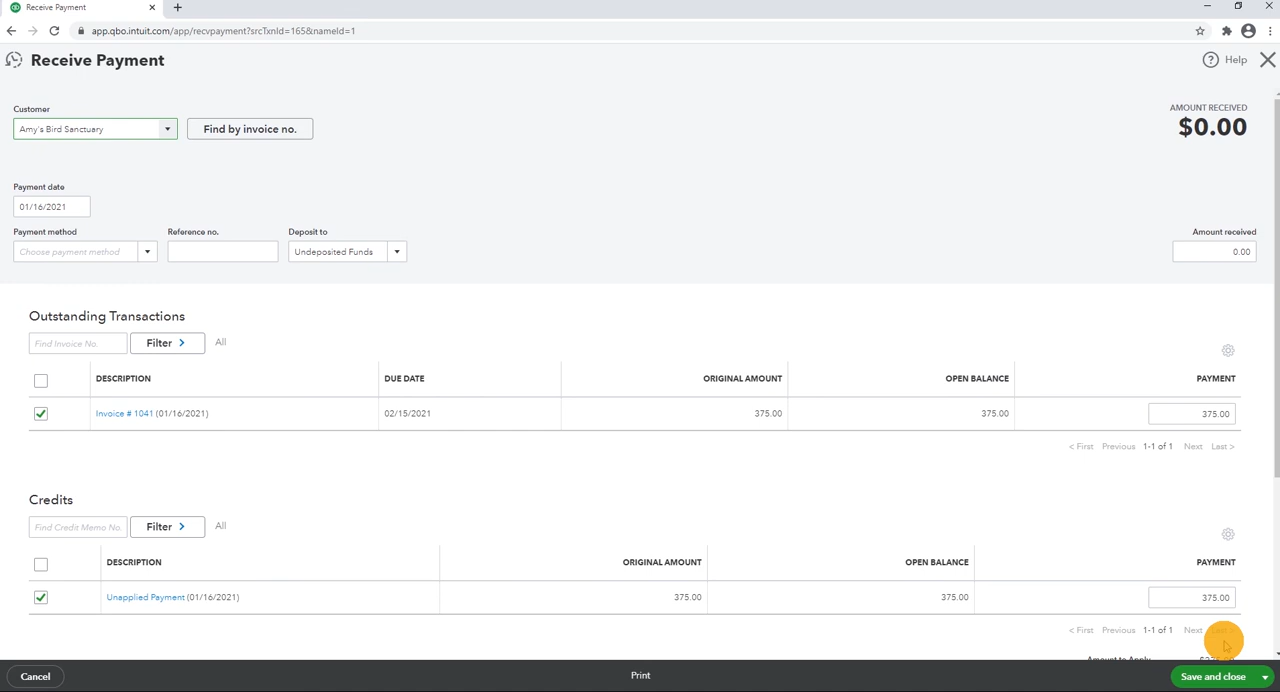 Receive Payment
app.qbo.intuit.com/app/recvpayment?srcTxnId=165&nameId=1
Receive Payment
Help
Customer
AMOUNT RECEIVED
Amy's Bird Sanctuary
Find by invoice no.
$0.00
Payment date
01/16/2021
Payment method
Reference no.
Deposit to
Amount received
Choose payment method
Undeposited Funds
0.00
Outstanding Transactions
Find Invoice No.
Filter >
All
DESCRIPTION DUE DATE ORIGINAL AMOUNT OPEN BALANCE PAYMENT
Invoice # 1041 (01/16/2021) 02/15/2021 375.00 375.00 375.00
< First Previous 1-1 of 1 Next Last >
Credits
Find Credit Memo No.
Filter >
All
DESCRIPTION ORIGINAL AMOUNT OPEN BALANCE PAYMENT
Unapplied Payment (01/16/2021) 375.00 375.00 375.00
< First Previous 1-1 of 1 Next Last >
Amount to Apply
Cancel
Print
Save and close